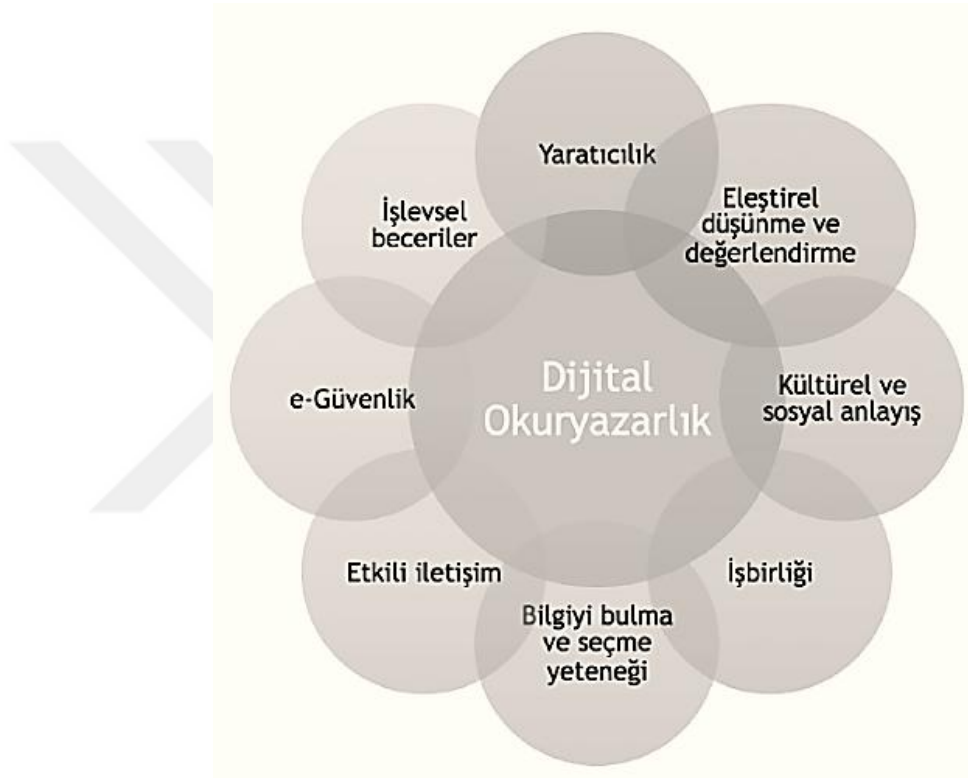 Yaratıcılık
Eleştirel
düşünme ve
değerlendirme
Kültürel ve
sosyal anlayış
İşbirliği
Bilgiyi bulma
ve seçme
yeteneği
Etkili iletişim
e-Güvenlik
İşlevsel
beceriler
Dijital
Okuryazarlık